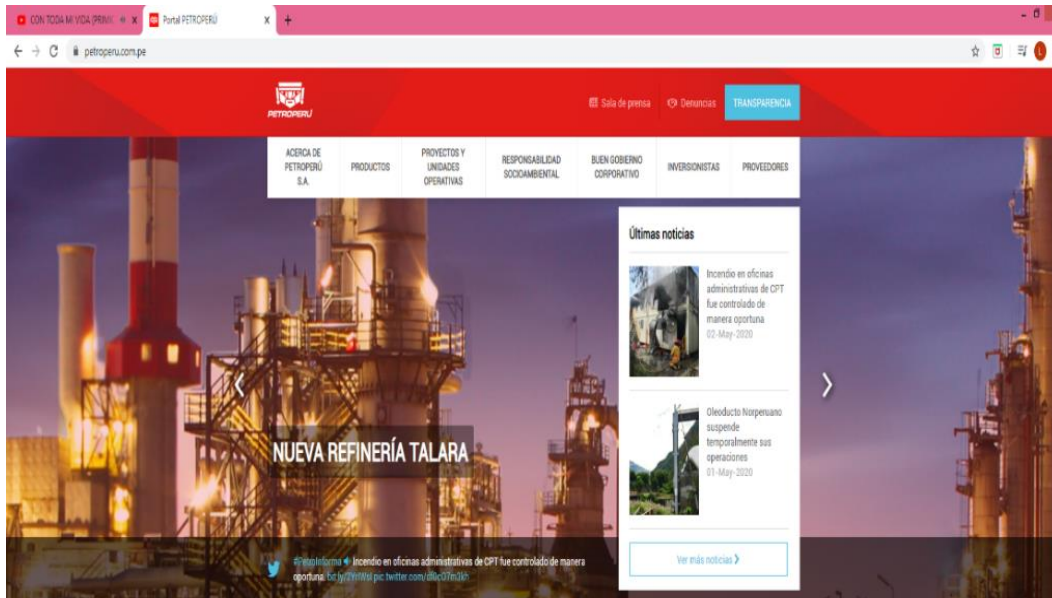 CON TODA MI VIDA (PRIMIC
Portal PETROPERÚ
petroperu.com.pe
PETROPERÚ
Sala de prensa
Denuncias
TRANSPARENCIA
ACERCA DE
PETROPERÚ
S.A.
PRODUCTOS
PROYECTOS Y
UNIDADES
OPERATIVAS
RESPONSABILIDAD
SOCIOAMBIENTAL
BUEN GOBIERNO
CORPORATIVO
INVERSIONISTAS
PROVEEDORES
Últimas noticias
Incendio en oficinas
administrativas de CPT
fue controlado de
manera oportuna
02-May-2020
Oleoducto Norperuano
suspende
temporalmente sus
operaciones
01-May-2020
Ver más noticias
NUEVA REFINERÍA TALARA
Incendio en oficinas administrativas de CPT fue controlado de manera
oportuna.